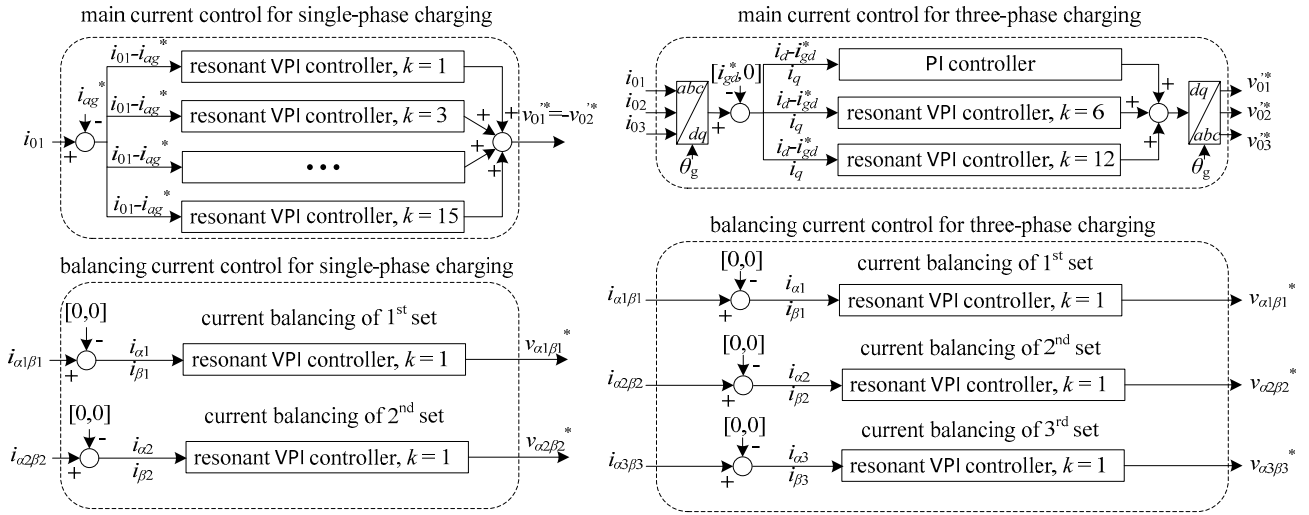 main current control for single-phase charging
i01-iag*
resonant VPI controller, k = 1
iag*
i01-iag*
resonant VPI controller, k = 3
v01'*=-v02'*
i01
i01-iag*
•••
i01-iag*
resonant VPI controller, k = 15
+
-
+
+
+
+
+
balancing current control for single-phase charging
[0,0]
current balancing of 1st set
iα1β1
iα1
iβ1
resonant VPI controller, k = 1
vα1β1*
+
-
[0,0]
current balancing of 2nd set
iα2β2
iα2
iβ2
resonant VPI controller, k = 1
vα2β2*
+
-
main current control for three-phase charging
i01
i02
i03
abc
dq
θg
[igd*,0]
+
-
id-igd*
iq
PI controller
id-igd*
iq
resonant VPI controller, k = 6
id-igd*
iq
resonant VPI controller, k = 12
+
+
+
dq
abc
θg
v01'*
v02'*
v03'*
balancing current control for three-phase charging
[0,0]
current balancing of 1st set
iα1β1
iα1
iβ1
resonant VPI controller, k = 1
vα1β1*
+
-
[0,0]
current balancing of 2nd set
iα2β2
iα2
iβ2
resonant VPI controller, k = 1
vα2β2*
+
-
[0,0]
current balancing of 3rd set
iα3β3
iα3
iβ3
resonant VPI controller, k = 1
vα3β3*
+
-